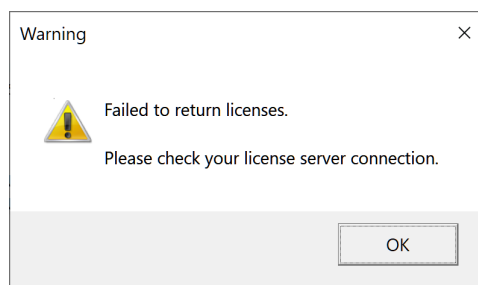 Warning
Failed to return licenses.
Please check your license server connection.
OK